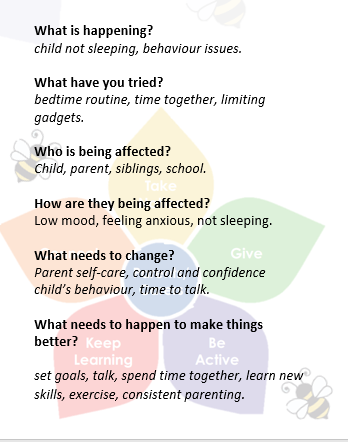 What is happening?
child not sleeping, behaviour issues.
What have you tried?
bedtime routine, time together, limiting
gadgets.
Who is being affected?
Child, parent, siblings, school.
Take
How are they being affected?
Low mood, feeling anxious, not sleeping.
Give
What needs to change?
Parent self-care, control and confidence
child's behaviour, time to talk.
What needs to happen to make things
better?
Keep
Learning
Be
Active
set goals, talk, spend time together, learn new
skills, exercise, consistent parenting.